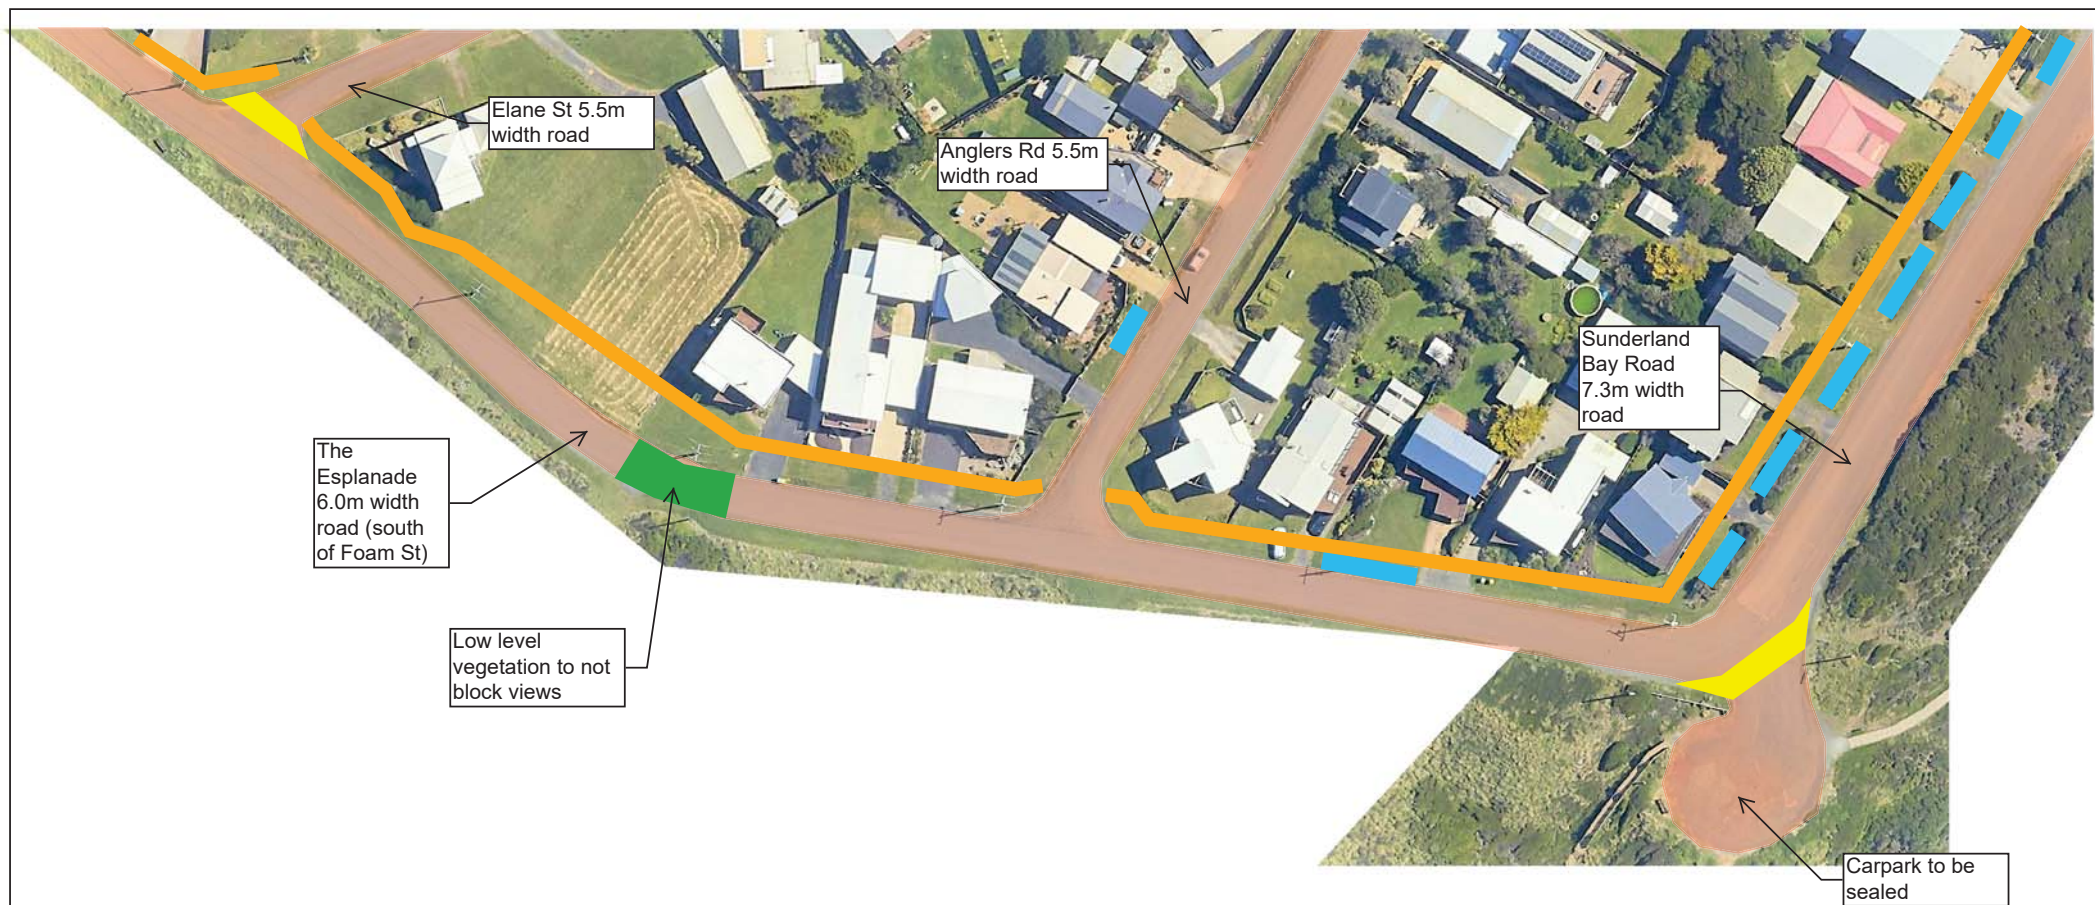 Elane St 5.5m
width road
Anglers Rd 5.5m
width road
Sunderland
Bay Road
7.3m width
road
The
Esplanade
6.0m width
road (south
of Foam St)
Low level
vegetation to not
block views
Carpark to be
sealed